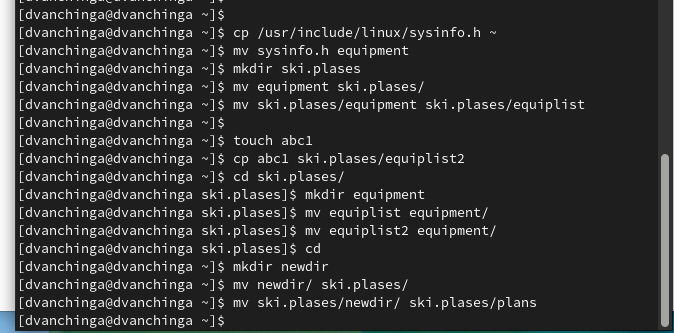 [dvanchinga@dvanchinga ~]$
[dvanchinga@dvanchinga ~]$ cp /usr/include/linux/sysinfo.h ~
[dvanchinga@dvanchinga ~]$ mv sysinfo.h equipment
[dvanchinga@dvanchinga ~]$ mkdir ski.plases
[dvanchinga@dvanchinga ~]$ mv equipment ski.plases/
[dvanchinga@dvanchinga ~]$ mv ski.plases/equipment ski.plases/equiplist
[dvanchinga@dvanchinga ~]$
[dvanchinga@dvanchinga ~]$ touch abc1
[dvanchinga@dvanchinga ~]$ cp abc1 ski.plases/equiplist2
[dvanchinga@dvanchinga ~]$ cd ski.plases/
[dvanchinga@dvanchinga ski.plases]$ mkdir equipment
[dvanchinga@dvanchinga ski.plases]$ mv equiplist equipment/
[dvanchinga@dvanchinga ski.plases]$ mv equiplist2 equipment/
[dvanchinga@dvanchinga ski.plases]$ cd
[dvanchinga@dvanchinga ~]$ mkdir newdir
[dvanchinga@dvanchinga ~]$ mv newdir/ ski.plases/
[dvanchinga@dvanchinga ~]$ mv ski.plases/newdir/ ski.plases/plans
[dvanchinga@dvanchinga ~]$